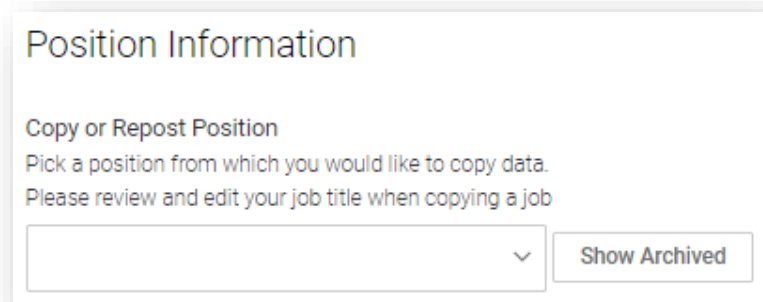 Position Information
Copy or Repost Position
Pick a position from which you would like to copy data.
Please review and edit your job title when copying a job
Show Archived